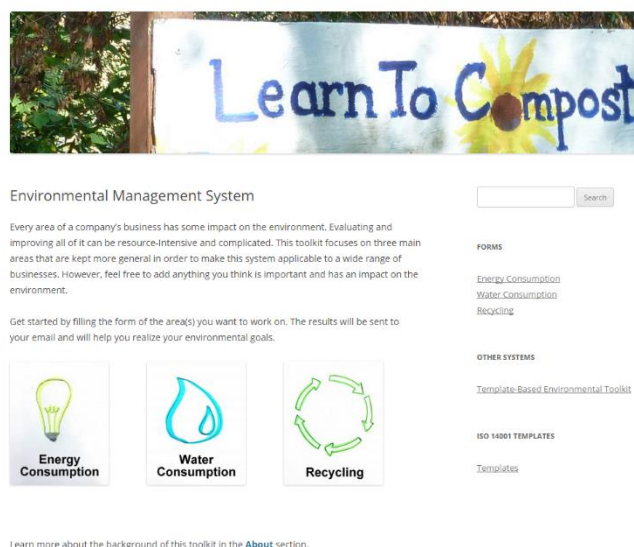 Learn To Compost
Environmental Management System
Every area of a company's business has some impact on the environment. Evaluating and
improving all of it can be resource-Intensive and complicated. This toolkit focuses on three main
areas that are kept more general in order to make this system applicable to a wide range of
businesses. However, feel free to add anything you think is important and has an impact on the
environment.
Get started by filling the form of the area(s) you want to work on. The results will be sent to
your email and will help you realize your environmental goals.
Energy
Consumption
Water
Consumption
Recycling
Learn more about the background of this toolkit in the About section.
Search
FORMS
Energy Consumption
Water Consumption
Recycling
OTHER SYSTEMS
Template-Based Environmental Toolkit
ISO 14001 TEMPLATES
Templates